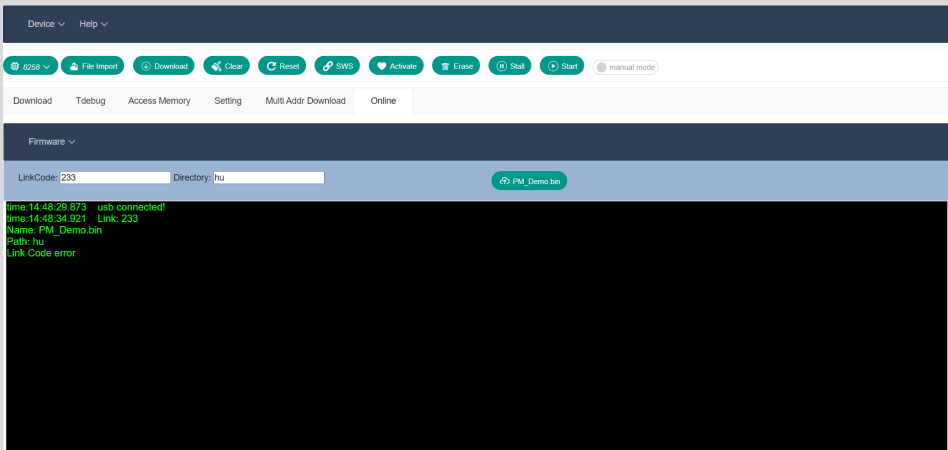 Device Help
8258 File Import Download Clear Reset SWS Activate Erase Stall Start manual mode
Download Tdebug Access Memory Setting Multi Addr Download Online
Firmware
LinkCode: 233 Directory: hu PM_Demo.bin
time:14:48:29.873 usb connected!
time:14:48:34.921 Link: 233
Name: PM_Demo.bin
Path: hu
Link Code error